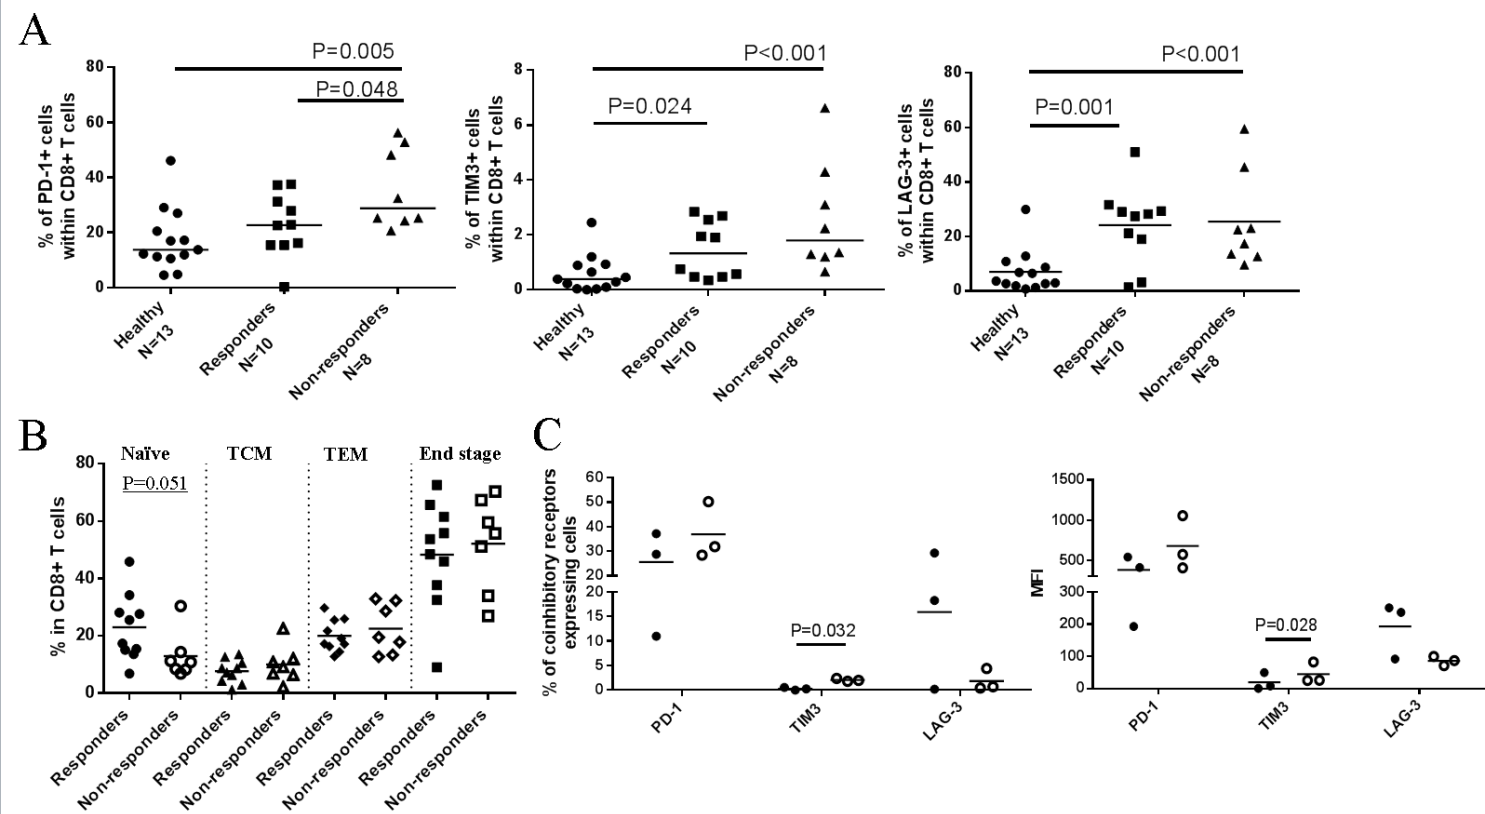 A
P=0.005
P=0.048
80
60
40
20
0
% of PD-1+ cells
within CD8+ T cells
Healthy
N=13
Responders
N=10
Non-responders
N=8
P<0.001
P=0.024
8
6
4
2
0
% of TIM3+ cells
within CD8+ T cells
Healthy
N=13
Responders
N=10
Non-responders
N=8
P<0.001
P=0.001
80
60
40
20
0
% of LAG-3+ cells
within CD8+ T cells
Healthy
N=13
Responders
N=10
Non-responders
N=8
B
Naïve
TCM
TEM
End stage
P=0.051
80
60
40
20
0
% in CD8+ T cells
Responders
Non-responders
Responders
Non-responders
Responders
Non-responders
Responders
Non-responders
C
60
50
40
30
20
20
15
10
5
0
% of coinhibitory receptors
expressing cells
P=0.032
PD-1
TIM3
LAG-3
1500
1000
500
300
200
100
0
MFI
P=0.028
PD-1
TIM3
LAG-3